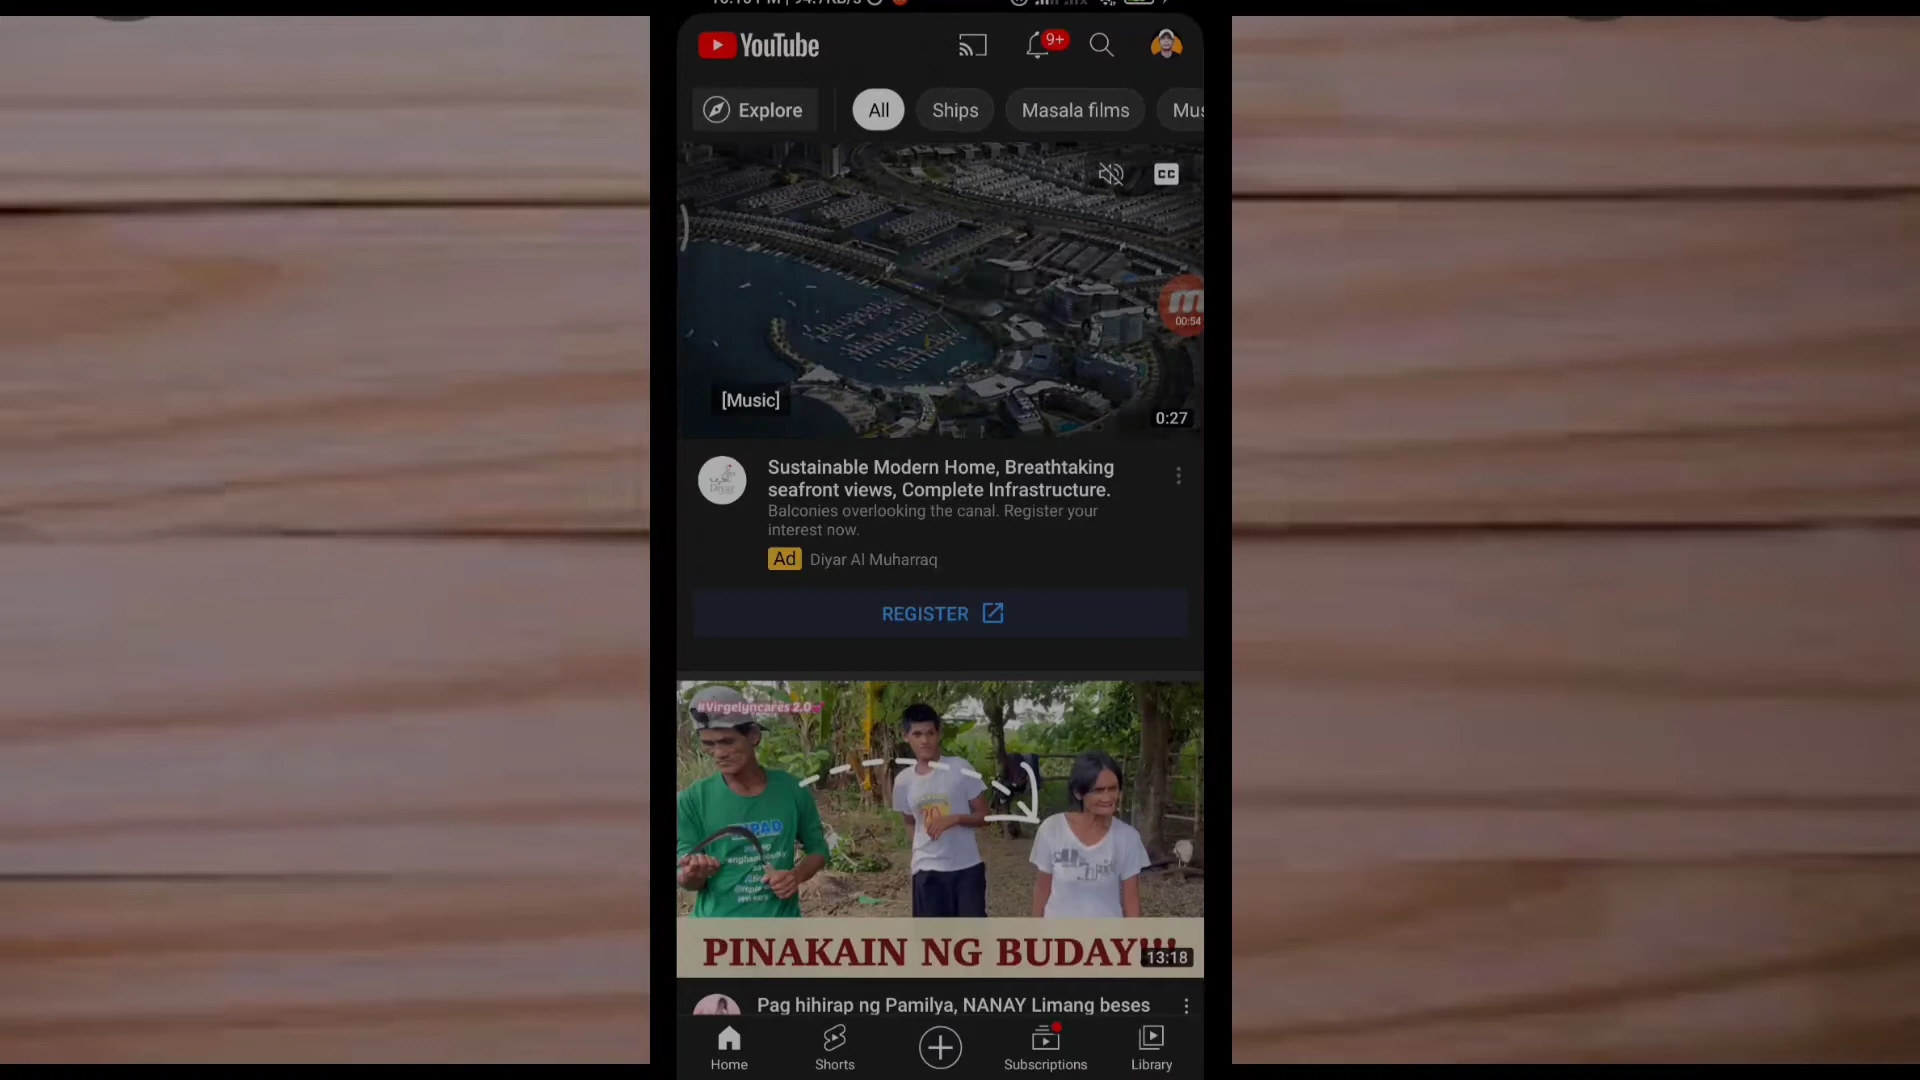 YouTube
9+
Explore
All
Ships
Masala films
Mus
CC
00:54
[Music]
0:27
Sustainable Modern Home, Breathtaking
seafront views, Complete Infrastructure.
Balconies overlooking the canal. Register your
interest now.
Ad Diyar Al Muharraq
REGISTER
#Virgelyncares 2.0
PINAKAIN NG BUDAY!!!
13:18
Pag hihirap ng Pamilya, NANAY Limang beses
Home
Shorts
Subscriptions
Library